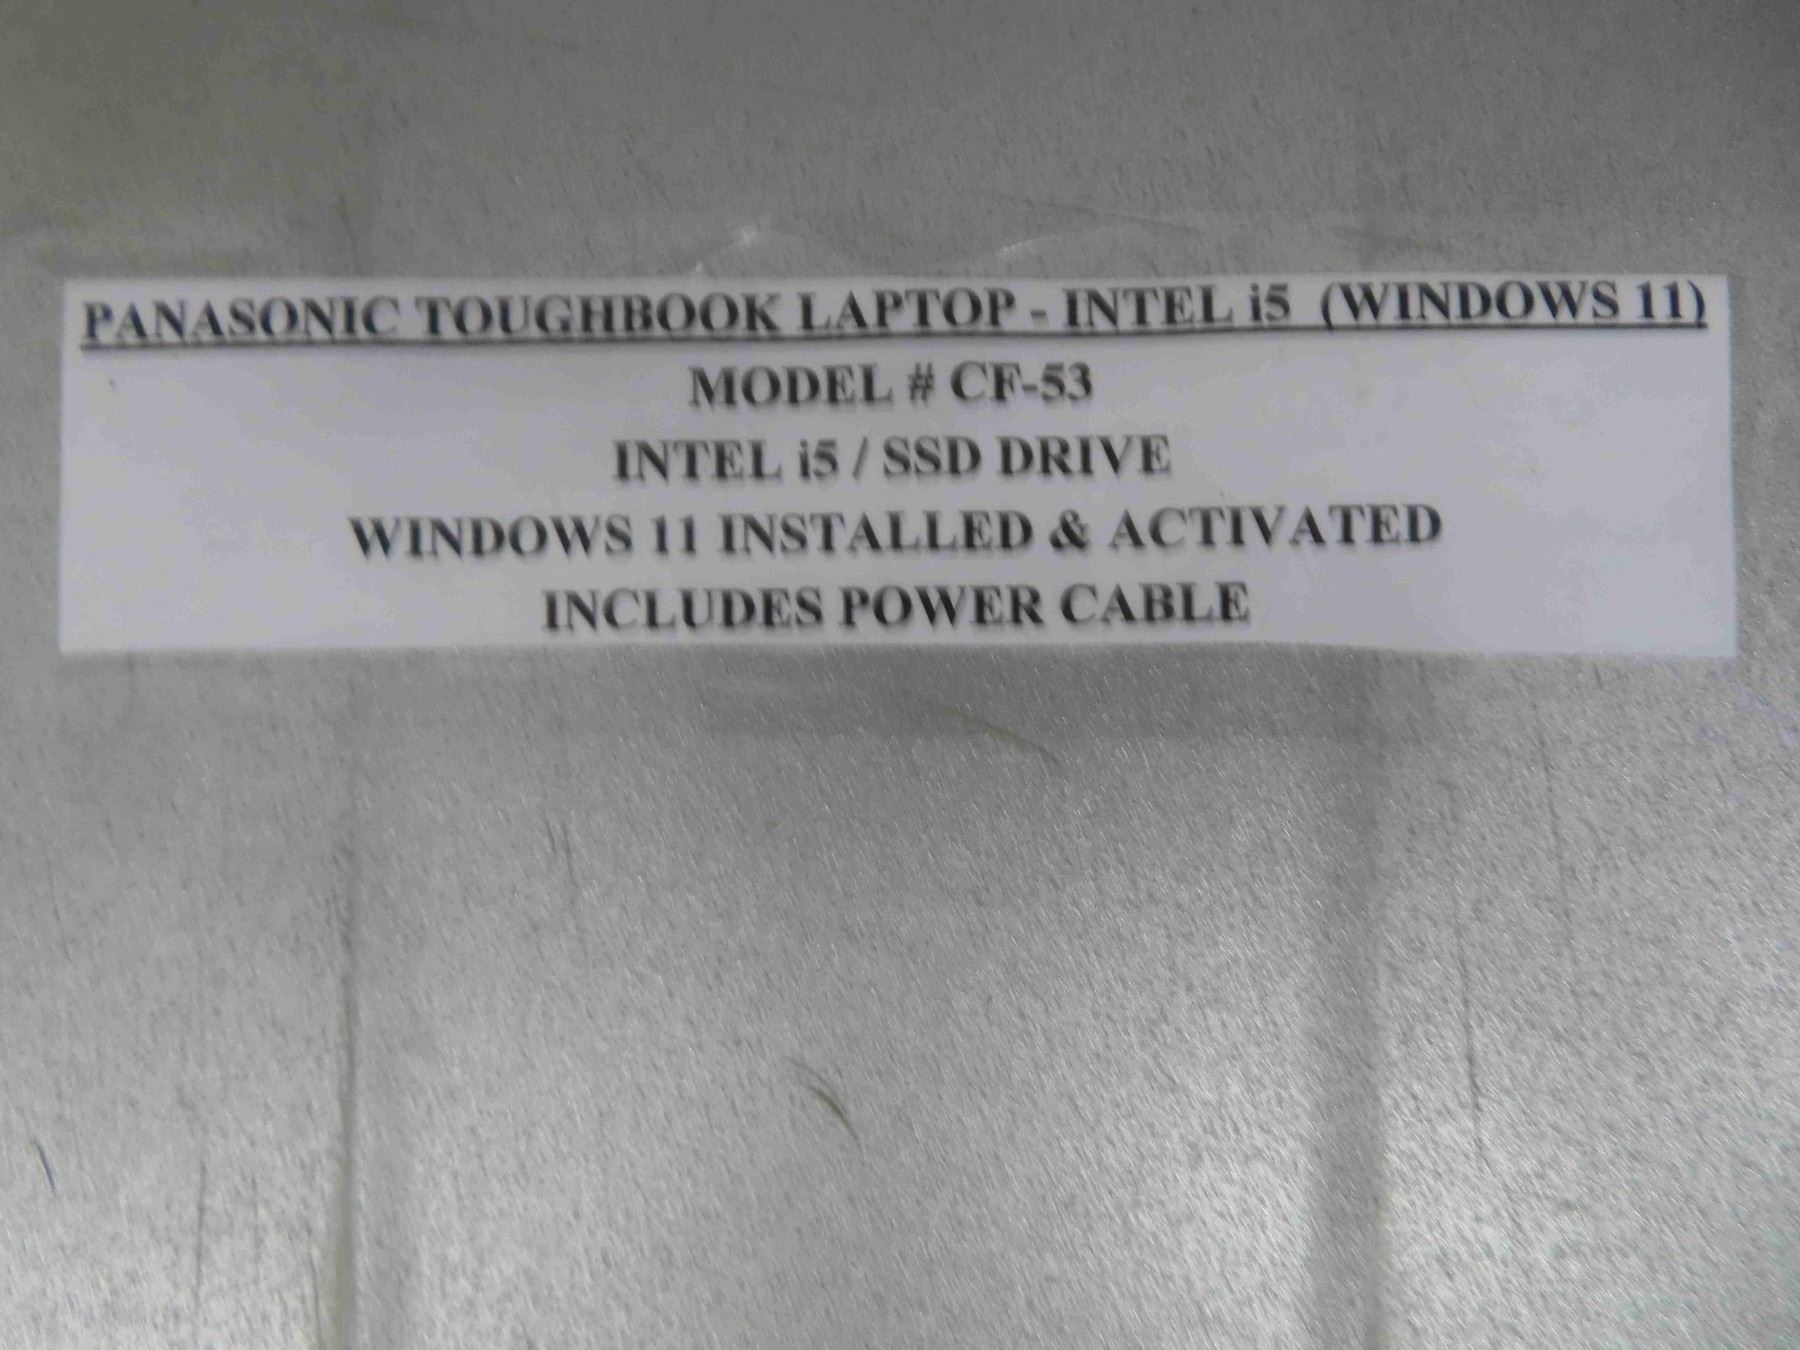 PANASONIC TOUGHBOOK LAPTOP - INTEL i5 (WINDOWS 11)
MODEL # CF-53
INTEL i5 / SSD DRIVE
WINDOWS 11 INSTALLED & ACTIVATED
INCLUDES POWER CABLE